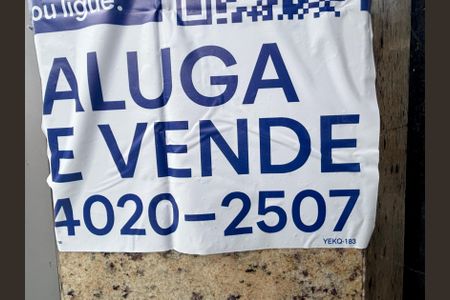 ou ligue:
ALUGA
E VENDE
4020-2507
YEKQ-183